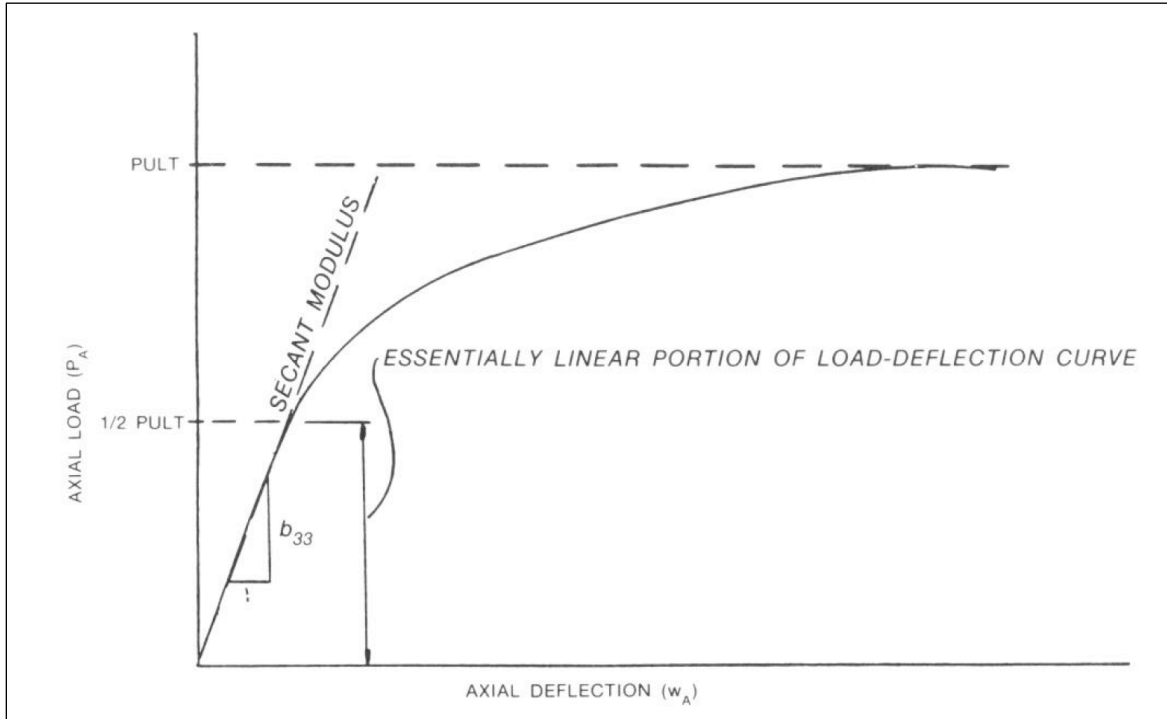 PULT
SECANT MODULUS
ESSENTIALLY LINEAR PORTION OF LOAD-DEFLECTION CURVE
1/2 PULT
AXIAL LOAD (P_A)
b_33
1
AXIAL DEFLECTION (w_A)